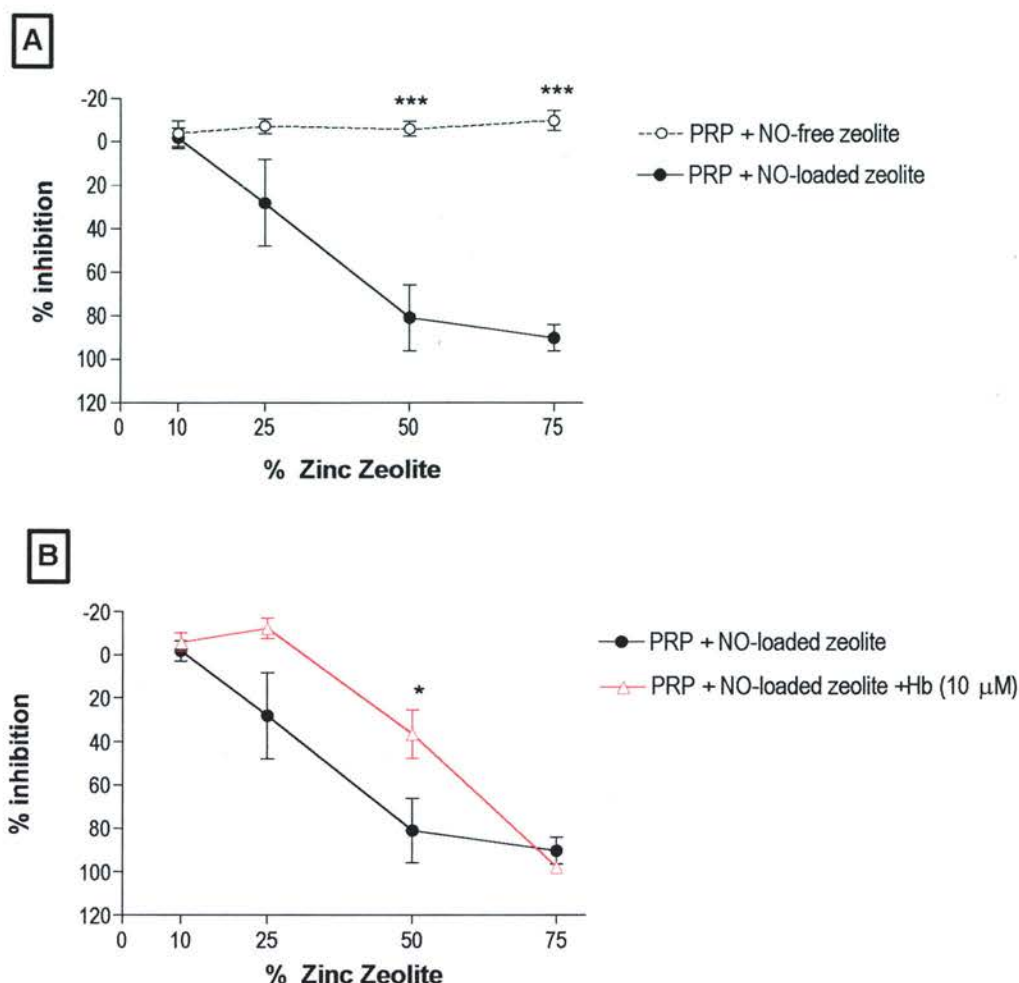 A
-20
0
20
40
60
80
100
120
% inhibition
***
***
0 10 25 50 75
% Zinc Zeolite
PRP + NO-free zeolite
PRP + NO-loaded zeolite
B
-20
0
20
40
60
80
100
120
% inhibition
*
0 10 25 50 75
% Zinc Zeolite
PRP + NO-loaded zeolite
PRP + NO-loaded zeolite +Hb (10 μM)